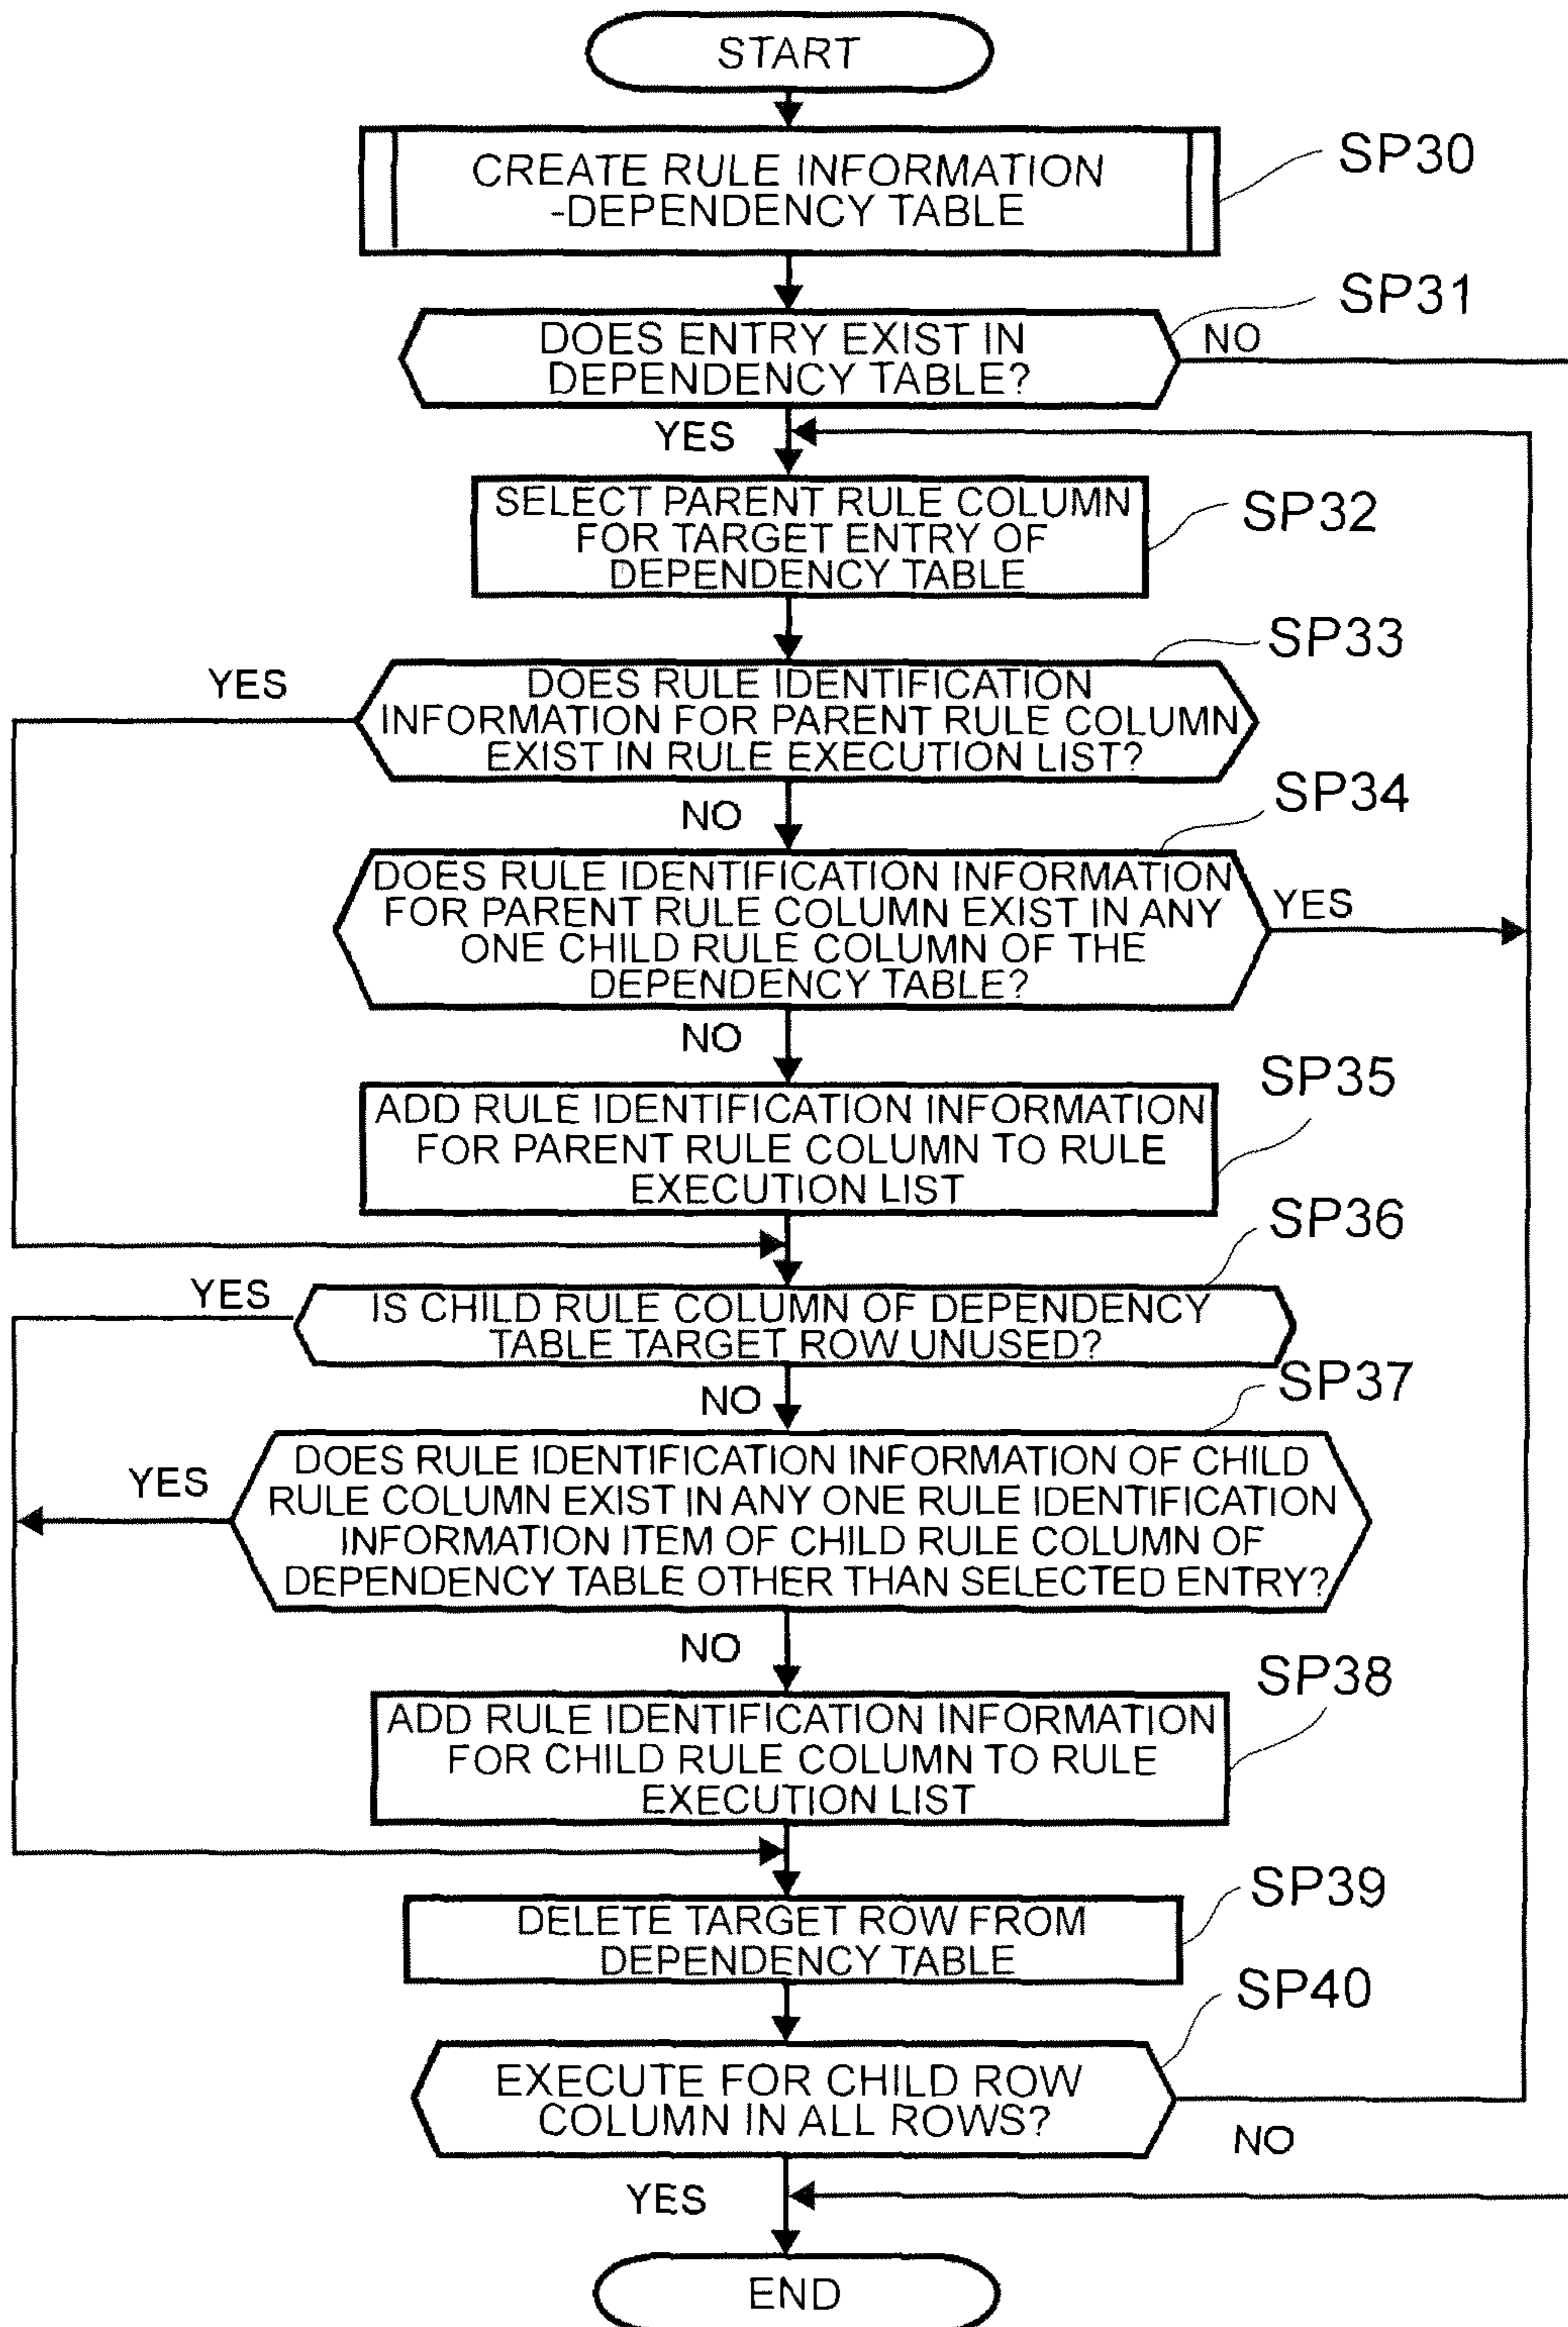 START
CREATE RULE INFORMATION
-DEPENDENCY TABLE
SP30
SP31
DOES ENTRY EXIST IN
DEPENDENCY TABLE?
NO
YES
SELECT PARENT RULE COLUMN
FOR TARGET ENTRY OF
DEPENDENCY TABLE
SP32
SP33
YES
DOES RULE IDENTIFICATION
INFORMATION FOR PARENT RULE COLUMN
EXIST IN RULE EXECUTION LIST?
NO
SP34
DOES RULE IDENTIFICATION INFORMATION
FOR PARENT RULE COLUMN EXIST IN ANY
ONE CHILD RULE COLUMN OF THE
DEPENDENCY TABLE?
YES
NO
SP35
ADD RULE IDENTIFICATION INFORMATION
FOR PARENT RULE COLUMN TO RULE
EXECUTION LIST
SP36
YES
IS CHILD RULE COLUMN OF DEPENDENCY
TABLE TARGET ROW UNUSED?
NO
SP37
YES
DOES RULE IDENTIFICATION INFORMATION OF CHILD
RULE COLUMN EXIST IN ANY ONE RULE IDENTIFICATION
INFORMATION ITEM OF CHILD RULE COLUMN OF
DEPENDENCY TABLE OTHER THAN SELECTED ENTRY?
NO
SP38
ADD RULE IDENTIFICATION INFORMATION
FOR CHILD RULE COLUMN TO RULE
EXECUTION LIST
SP39
DELETE TARGET ROW FROM
DEPENDENCY TABLE
SP40
EXECUTE FOR CHILD ROW
COLUMN IN ALL ROWS?
NO
YES
END